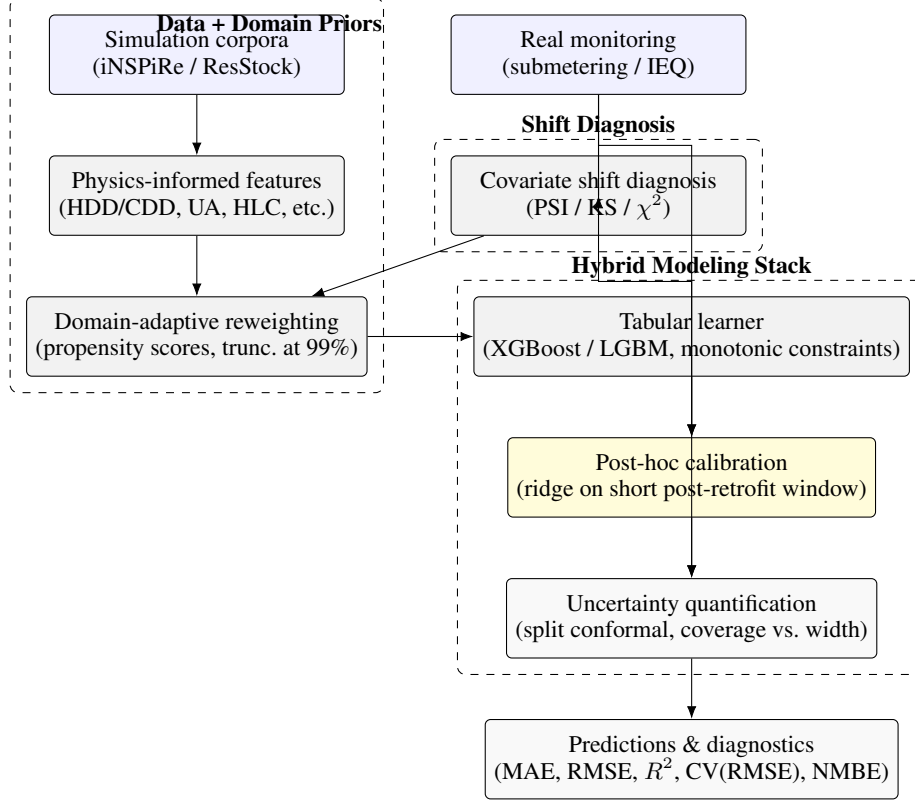 Data + Domain Priors
Simulation corpora
(iNSPiRe / ResStock)
Real monitoring
(submetering / IEQ)
Shift Diagnosis
Physics-informed features
(HDD/CDD, UA, HLC, etc.)
Covariate shift diagnosis
(PSI / KS / χ²)
Hybrid Modeling Stack
Domain-adaptive reweighting
(propensity scores, trunc. at 99%)
Tabular learner
(XGBoost / LGBM, monotonic constraints)
Post-hoc calibration
(ridge on short post-retrofit window)
Uncertainty quantification
(split conformal, coverage vs. width)
Predictions & diagnostics
(MAE, RMSE, R², CV(RMSE), NMBE)